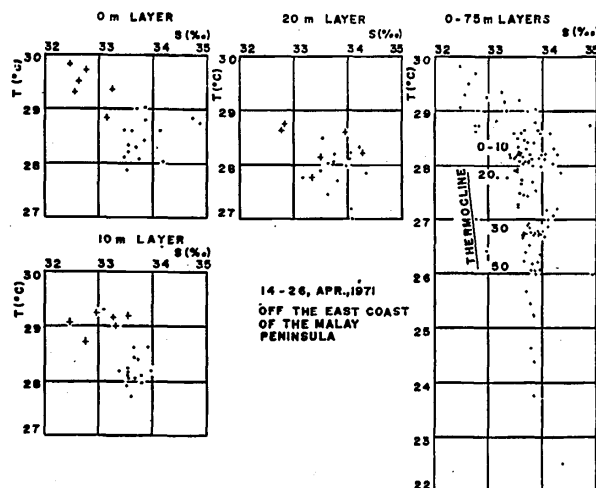 0 m LAYER
S (‰)
32 33 34 35
T (°C)
30
29
28
27
20 m LAYER
S (‰)
32 33 34 35
T (°C)
30
29
28
27
0-75m LAYERS
S (‰)
32 33 34 35
T (°C)
30
29
28
27
26
25
24
23
22
0-10
20
30
50
THERMOCLINE
10 m LAYER
S (‰)
32 33 34 35
T (°C)
30
29
28
27
14-26, APR., 1971
OFF THE EAST COAST
OF THE MALAY
PENINSULA